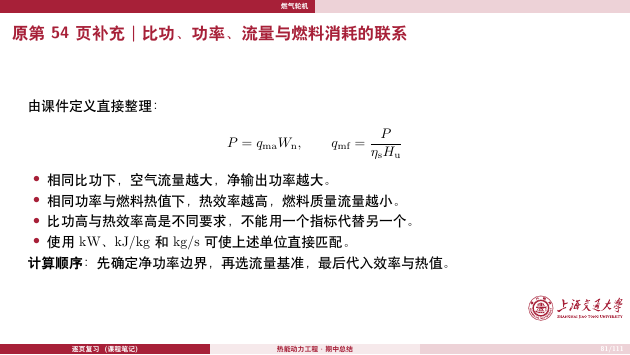 燃气轮机
原第 54 页补充 | 比功、功率、流量与燃料消耗的联系
由课件定义直接整理：
P = q_{ma}W_n, q_{mf} = \frac{P}{η_sH_u}
• 相同比功下，空气流量越大，净输出功率越大。
• 相同功率与燃料热值下，热效率越高，燃料质量流量越小。
• 比功高与热效率高是不同要求，不能用一个指标代替另一个。
• 使用 kW、kJ/kg 和 kg/s 可使上述单位直接匹配。
计算顺序：先确定净功率边界，再选流量基准，最后代入效率与热值。
上海交通大学
SHANGHAI JIAO TONG UNIVERSITY
逐页复习（课程笔记）
热能动力工程 · 期中总结
81/111